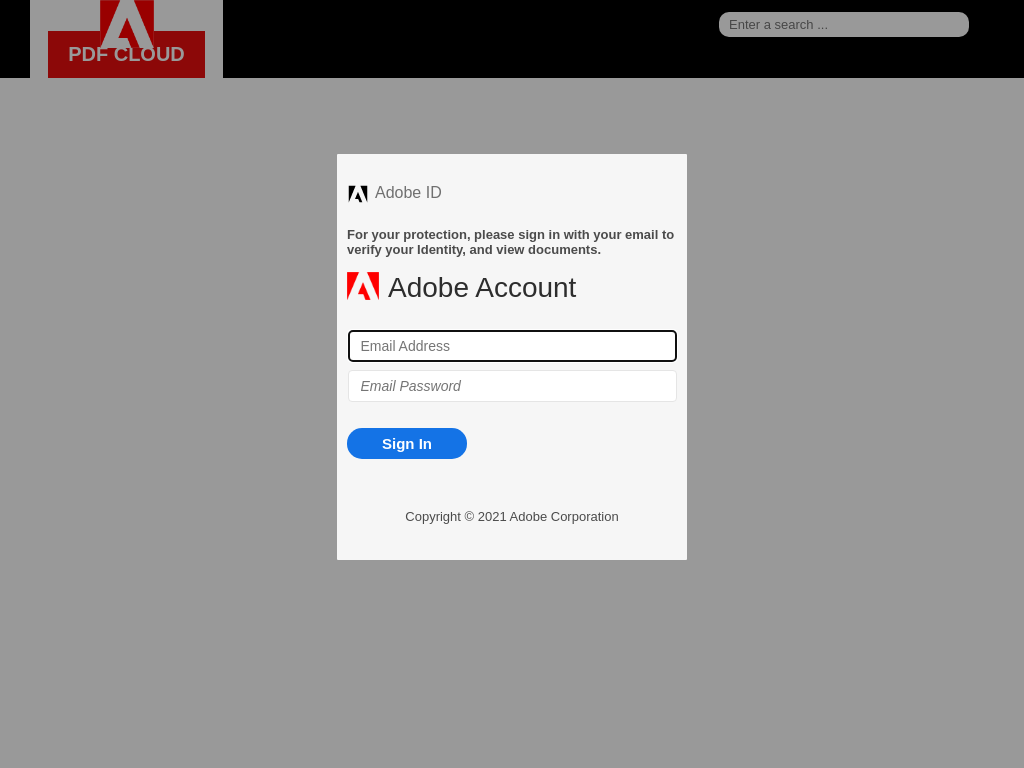 PDF CLOUD
Enter a search ...
Adobe ID
For your protection, please sign in with your email to
verify your Identity, and view documents.
Adobe Account
Email Address
Email Password
Sign In
Copyright © 2021 Adobe Corporation